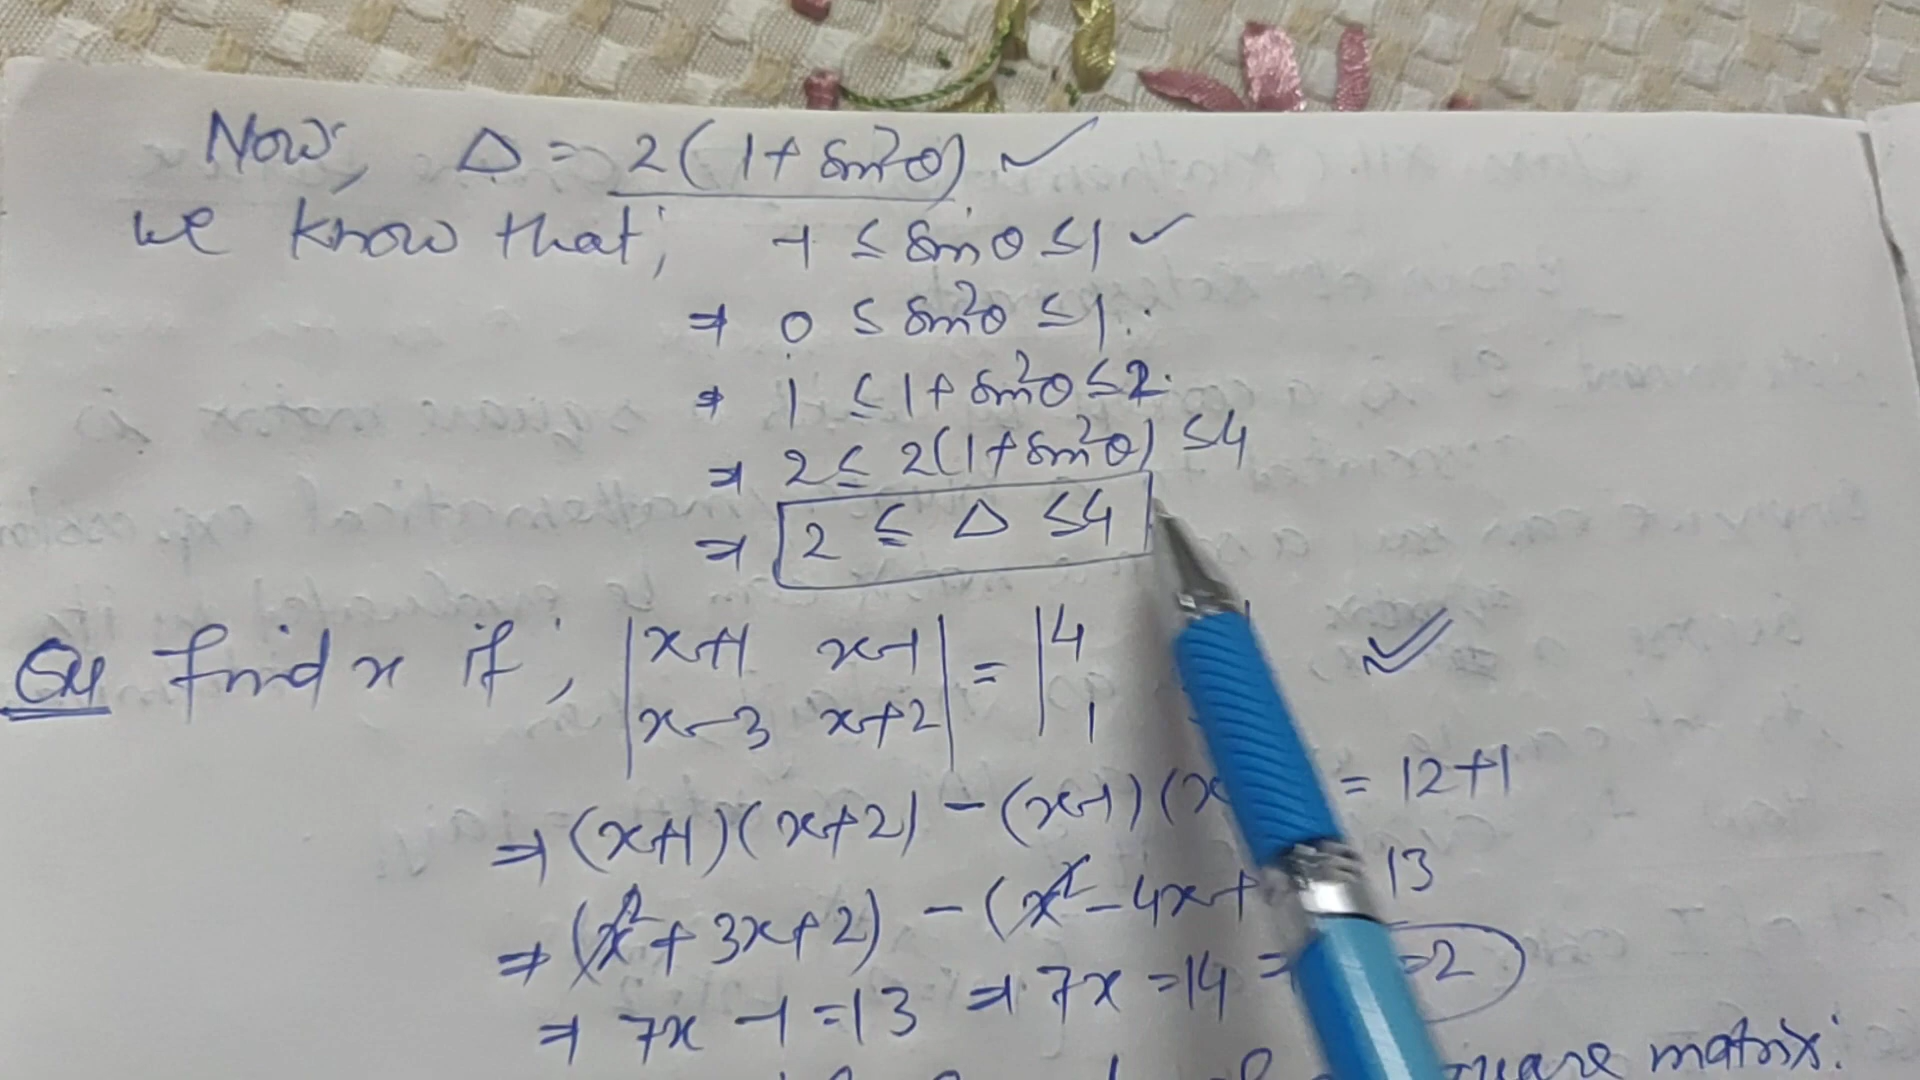 Now, Δ = 2(1+sin²θ) ✓
we know that, -1 ≤ sinθ ≤ 1 ✓
⇒ 0 ≤ sin²θ ≤ 1
⇒ 1 ≤ 1+sin²θ ≤ 2
⇒ 2 ≤ 2(1+sin²θ) ≤ 4
⇒ 2 ≤ Δ ≤ 4
Q4 find x if, |x+1 x-1| = |4
|x-3 x+2| |1
⇒ (x+1)(x+2) - (x-1)(x = 12+1
⇒ (x²+3x+2) - (x²-4x+ 13
⇒ 7x-1=13 ⇒ 7x=14 ⇒ =2
matrix: